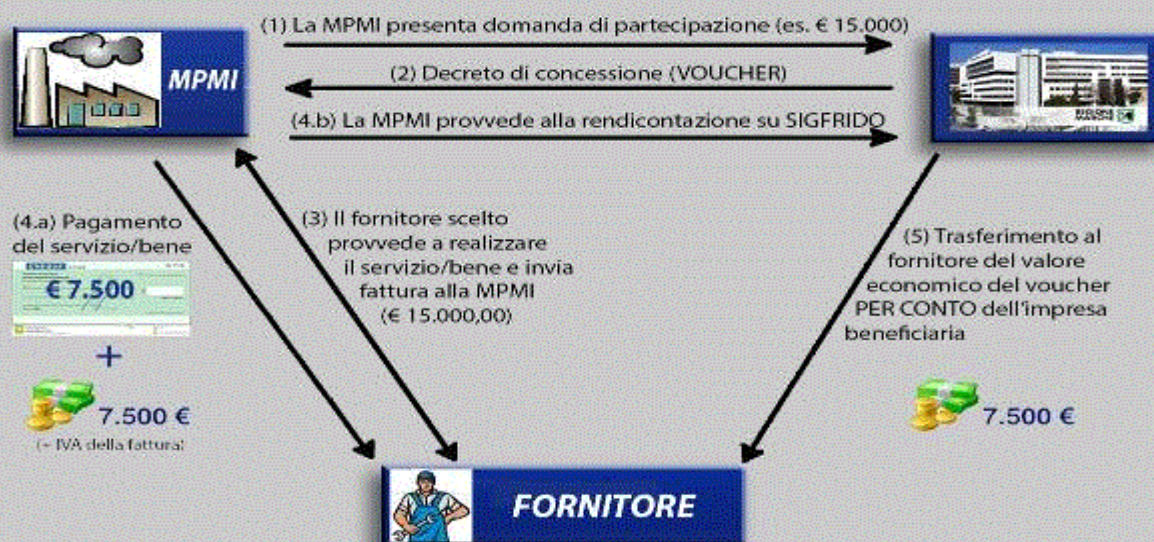 (1) La MPMI presenta domanda di partecipazione (es. € 15.000)
MPMI
(2) Decreto di concessione (VOUCHER)
(4.b) La MPMI provvede alla rendicontazione su SIGFRIDO
(4.a) Pagamento
del servizio/bene
€ 7.500
+
7.500 €
(+ IVA della fattura)
(3) Il fornitore scelto
provvede a realizzare
il servizio/bene e invia
fattura alla MPMI
(€ 15.000,00)
(5) Trasferimento al
fornitore del valore
economico del voucher
PER CONTO dell'impresa
beneficiaria
7.500 €
FORNITORE